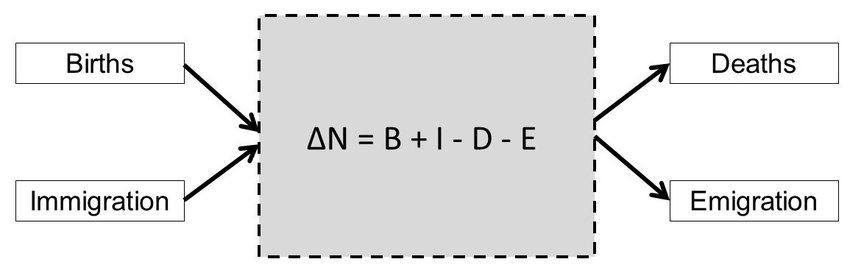 Births
Deaths
ΔN = B + I - D - E
Immigration
Emigration